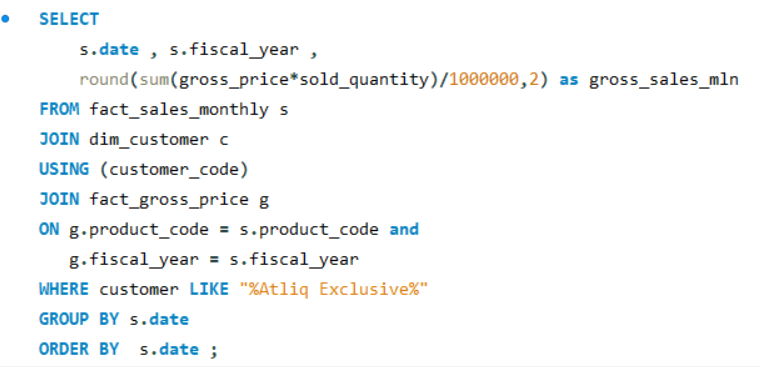 SELECT
s.date , s.fiscal_year ,
round(sum(gross_price*sold_quantity)/1000000,2) as gross_sales_mln
FROM fact_sales_monthly s
JOIN dim_customer c
USING (customer_code)
JOIN fact_gross_price g
ON g.product_code = s.product_code and
g.fiscal_year = s.fiscal_year
WHERE customer LIKE "%Atliq Exclusive%"
GROUP BY s.date
ORDER BY  s.date ;